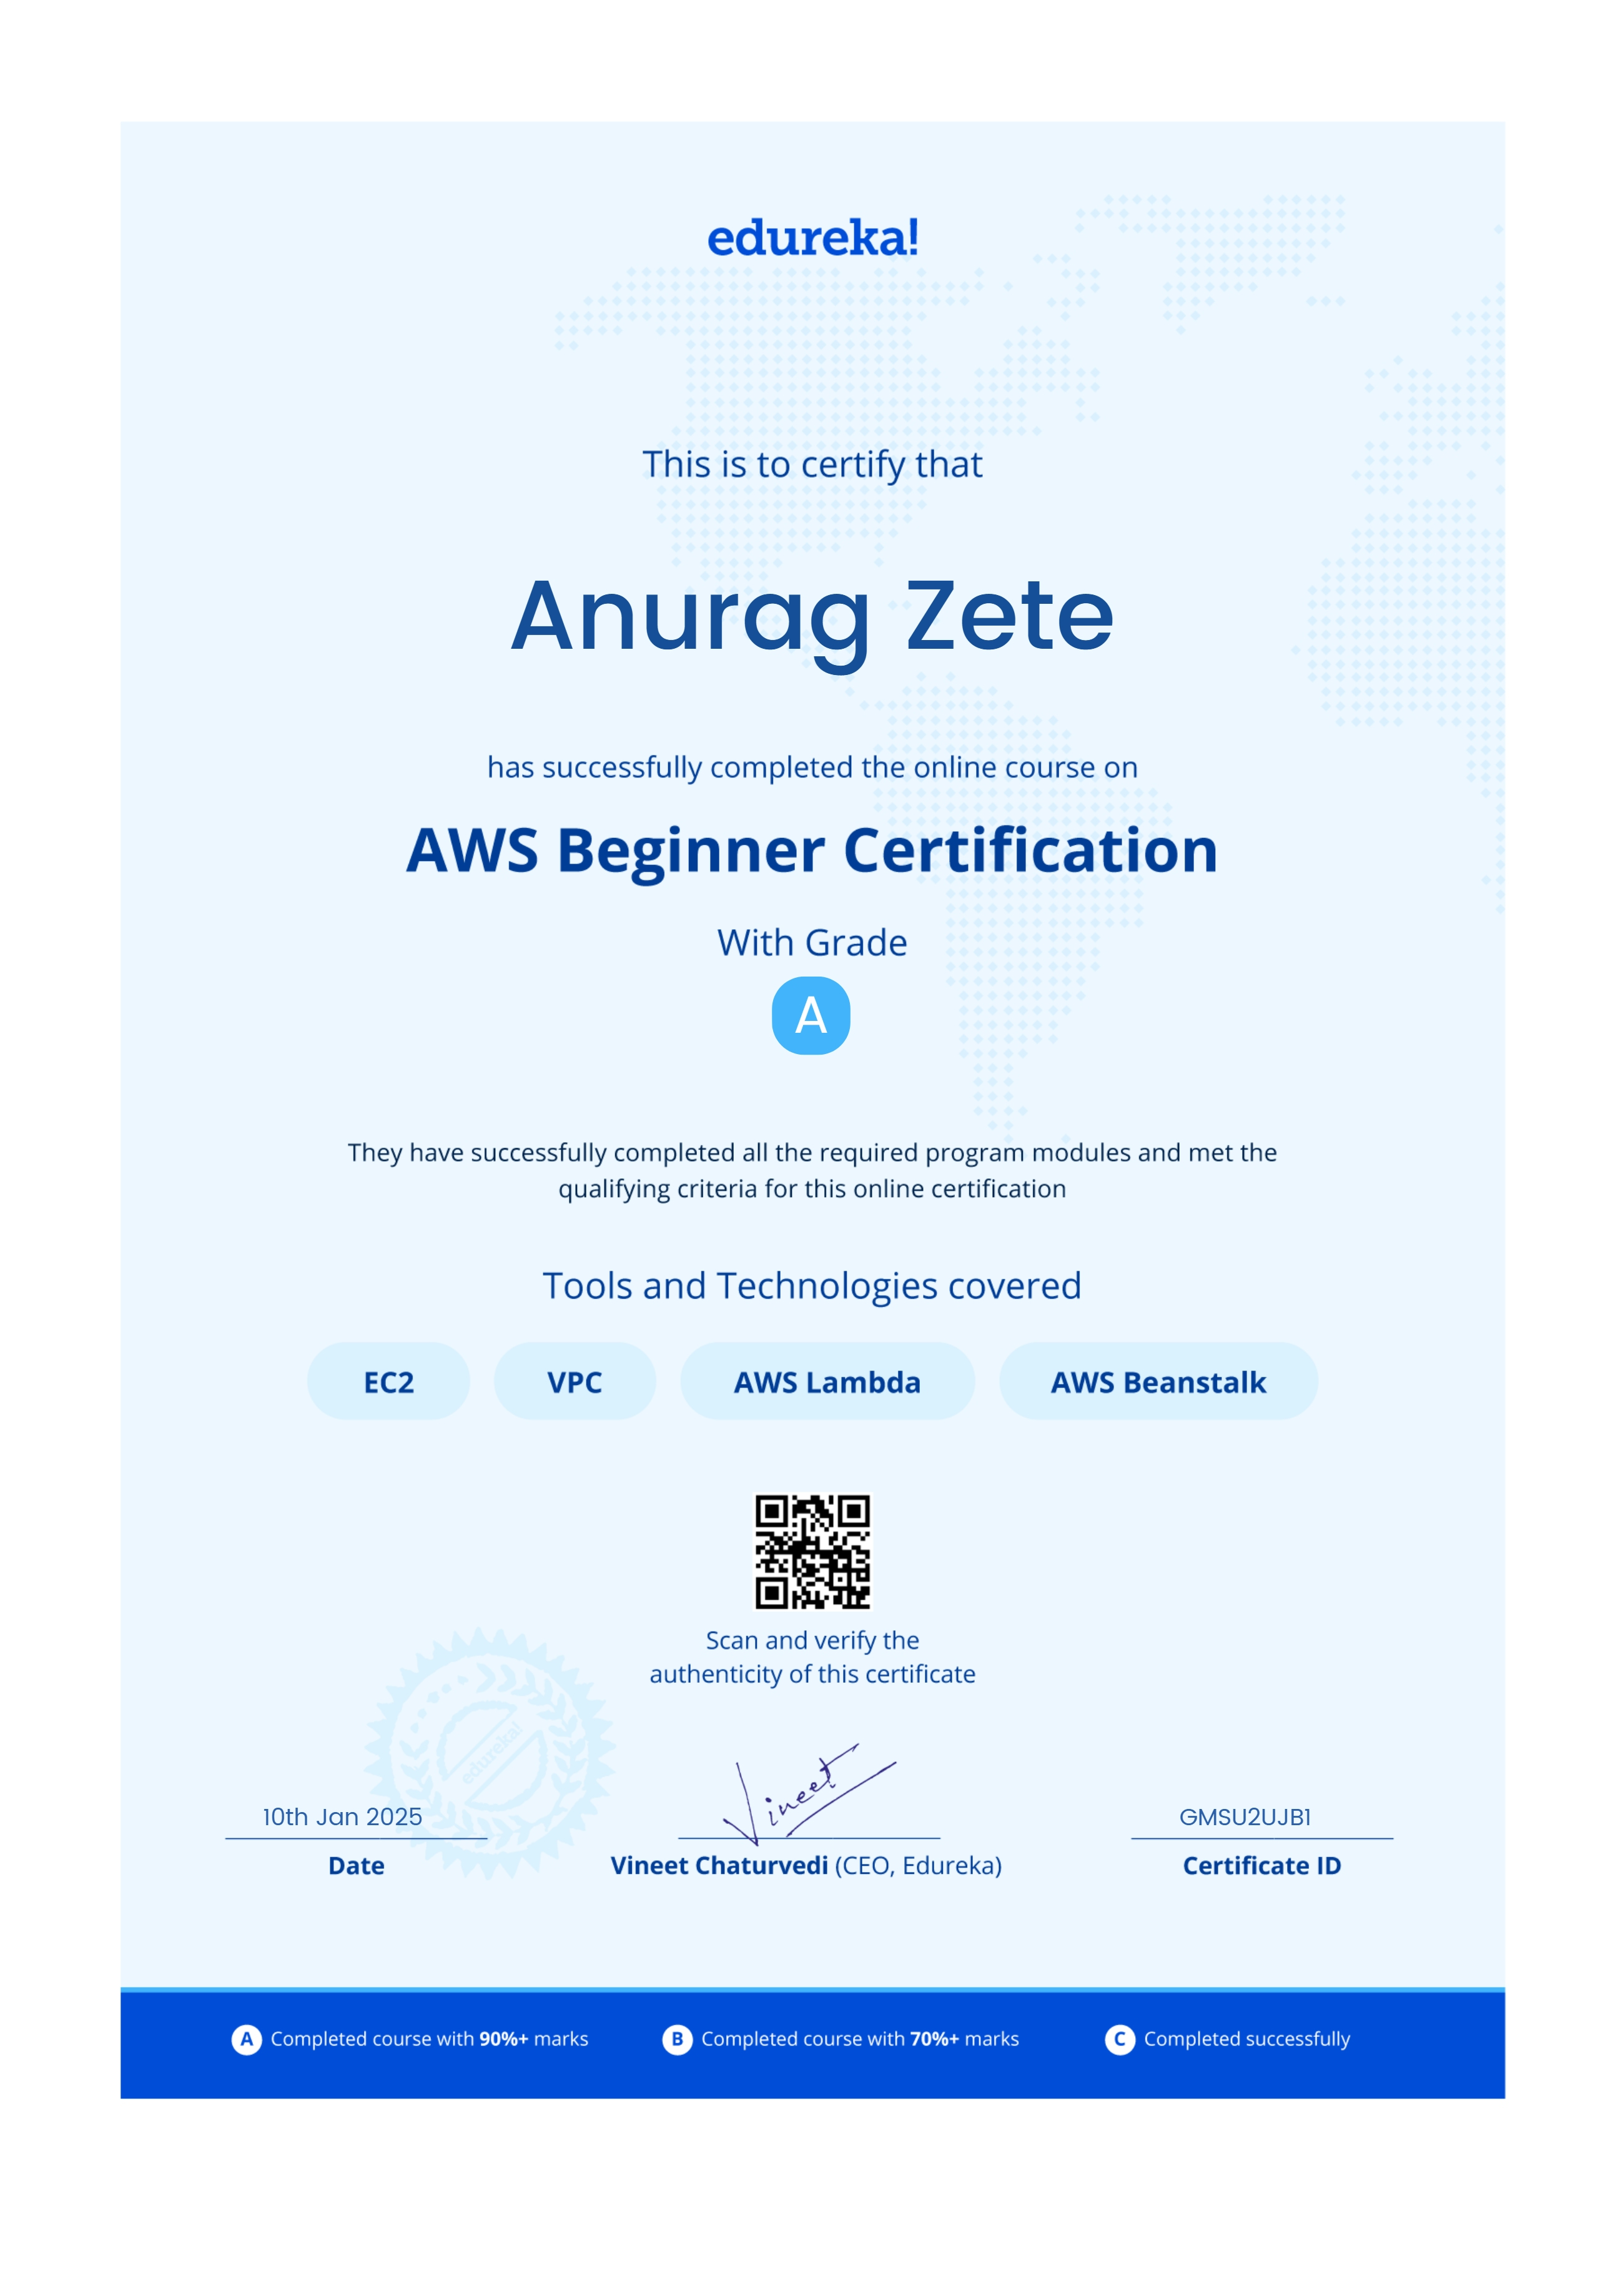 edureka!
This is to certify that
Anurag Zete
has successfully completed the online course on
AWS Beginner Certification
With Grade
A
They have successfully completed all the required program modules and met the
qualifying criteria for this online certification
Tools and Technologies covered
EC2 VPC AWS Lambda AWS Beanstalk
Scan and verify the
authenticity of this certificate
edureka!
Vineet
10th Jan 2025 GMSU2UJB1
Date Vineet Chaturvedi (CEO, Edureka) Certificate ID
A Completed course with 90%+ marks B Completed course with 70%+ marks C Completed successfully